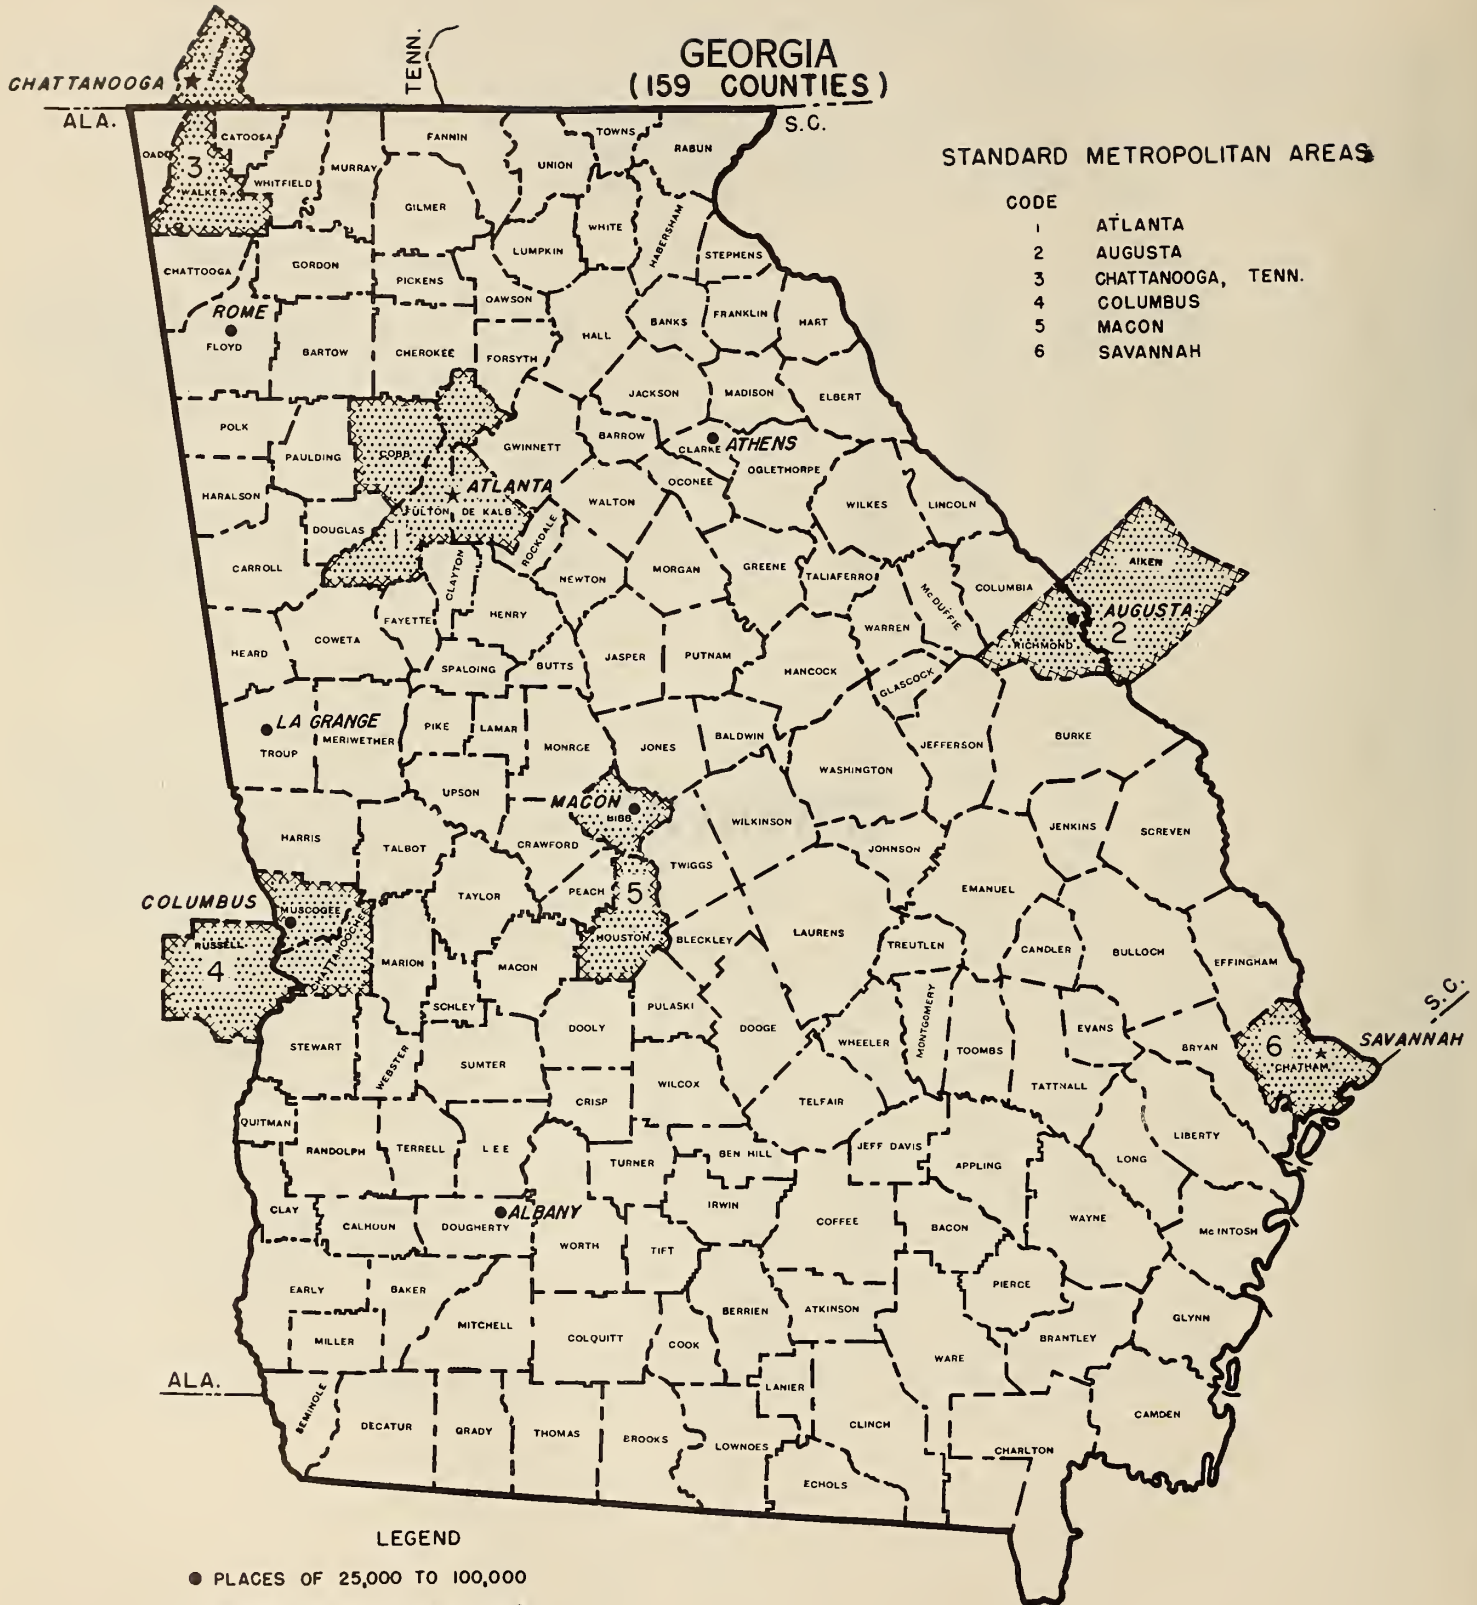 GEORGIA
(159 COUNTIES)
TENN.
CHATTANOOGA
HAMILTON
ALA.
S.C.
STANDARD METROPOLITAN AREAS
CODE
1 ATLANTA
2 AUGUSTA
3 CHATTANOOGA, TENN.
4 COLUMBUS
5 MACON
6 SAVANNAH
DADE
3
WALKER
CATOOSA
WHITFIELD
MURRAY
FANNIN
GILMER
UNION
TOWNS
RABUN
LUMPKIN
WHITE
HABERSHAM
STEPHENS
CHATTOOGA
GORDON
PICKENS
DAWSON
ROME
FLOYD
BARTOW
CHEROKEE
FORSYTH
HALL
BANKS
FRANKLIN
HART
JACKSON
MADISON
ELBERT
POLK
PAULDING
COBB
GWINNETT
BARROW
CLARKE
ATHENS
OGLETHORPE
OCONEE
HARALSON
DOUGLAS
FULTON
DE KALB
ATLANTA
1
WALTON
WILKES
LINCOLN
CARROLL
CLAYTON
ROCKDALE
NEWTON
MORGAN
GREENE
TALIAFERRO
McDUFFIE
COLUMBIA
AIKEN
AUGUSTA
2
RICHMOND
FAYETTE
HENRY
COWETA
HEARD
SPALDING
BUTTS
JASPER
PUTNAM
HANCOCK
WARREN
GLASCOCK
LA GRANGE
TROUP
MERIWETHER
PIKE
LAMAR
MONROE
JONES
BALDWIN
WASHINGTON
JEFFERSON
BURKE
UPSON
MACON
BIBB
WILKINSON
JOHNSON
JENKINS
SCREVEN
HARRIS
TALBOT
CRAWFORD
TWIGGS
TAYLOR
PEACH
5
EMANUEL
COLUMBUS
MUSCOGEE
CHATTAHOOCHEE
RUSSELL
4
MARION
MACON
HOUSTON
BLECKLEY
LAURENS
TREUTLEN
CANDLER
BULLOCH
EFFINGHAM
SCHLEY
DOOLY
PULASKI
DODGE
WHEELER
MONTGOMERY
TOOMBS
EVANS
BRYAN
6
CHATHAM
SAVANNAH
S.C.
STEWART
WEBSTER
SUMTER
CRISP
WILCOX
TELFAIR
TATTNALL
LIBERTY
QUITMAN
RANDOLPH
TERRELL
LEE
TURNER
BEN HILL
JEFF DAVIS
APPLING
LONG
CLAY
CALHOUN
DOUGHERTY
ALBANY
WORTH
TIFT
IRWIN
COFFEE
BACON
WAYNE
McINTOSH
EARLY
BAKER
MILLER
MITCHELL
COLQUITT
COOK
BERRIEN
ATKINSON
PIERCE
WARE
BRANTLEY
GLYNN
ALA.
SEMINOLE
DECATUR
GRADY
THOMAS
BROOKS
LOWNDES
LANIER
CLINCH
ECHOLS
CHARLTON
CAMDEN
LEGEND
● PLACES OF 25,000 TO 100,000